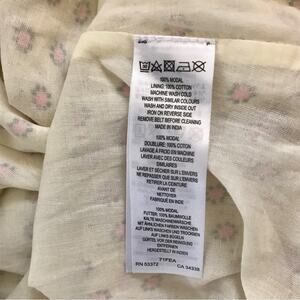 100% MODAL
LINING: 100% COTTON
MACHINE WASH COLD
WASH WITH SIMILAR COLOURS
WASH AND DRY INSIDE OUT
IRON ON REVERSE SIDE
REMOVE BELT BEFORE CLEANING
MADE IN INDIA
100% MODAL
DOUBLURE: 100% COTON
LAVAGE À FROID EN MACHINE
LAVER AVEC DES COULEURS SIMILAIRES
LAVER ET SÉCHER SUR L'ENVERS
NE REPASSER QUE SUR L'ENVERS
RETIRER LA CEINTURE
AVANT DE
NETTOYER
FABRIQUÉ EN INDE
100% MODAL
FUTTER: 100% BAUMWOLLE
KALTE MASCHINENWÄSCHE
MIT ÄHNLICHEN FARBEN WASCHEN
AUF LINKS WASCHEN UND TROCKNEN
AUF LINKS BÜGELN
GÜRTEL VOR DER REINIGUNG
ENTFERNEN
HERGESTELLT IN INDIEN
71FEA
RN 53372 CA 34338